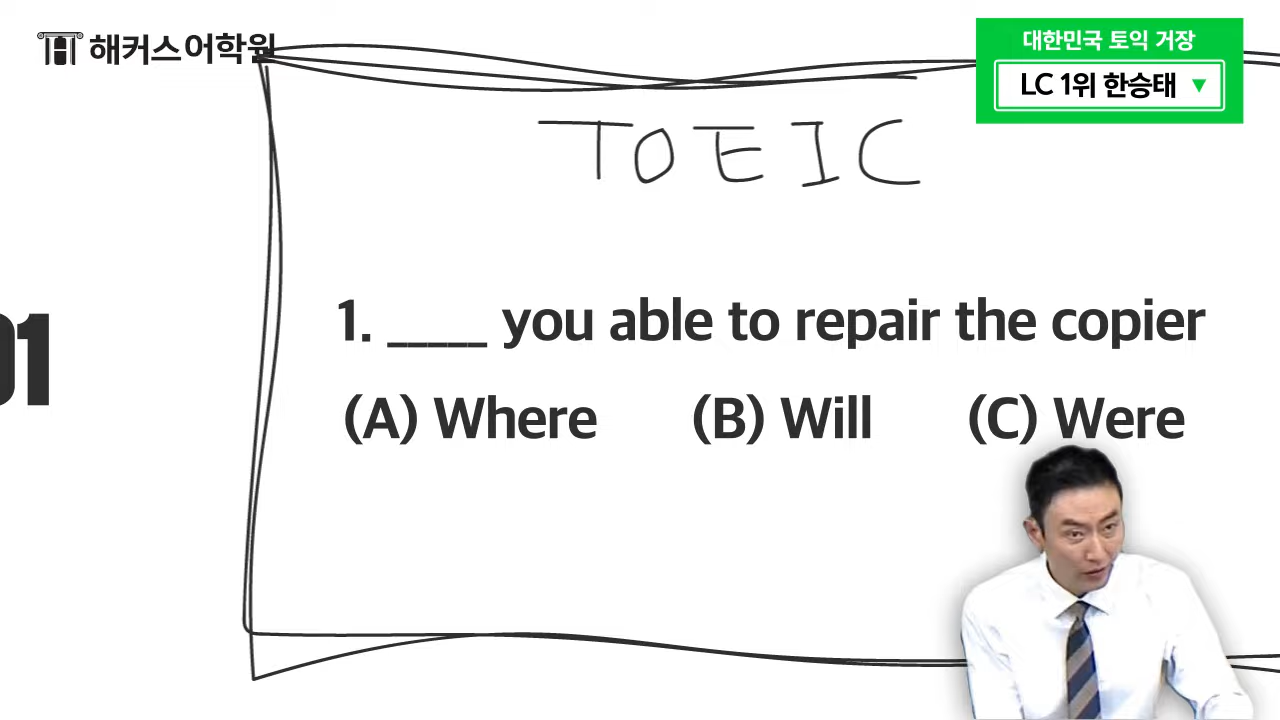 해커스어학원
대한민국 토익 거장
LC 1위 한승태 ▼
TOEIC
01
1. _____ you able to repair the copier
(A) Where (B) Will (C) Were